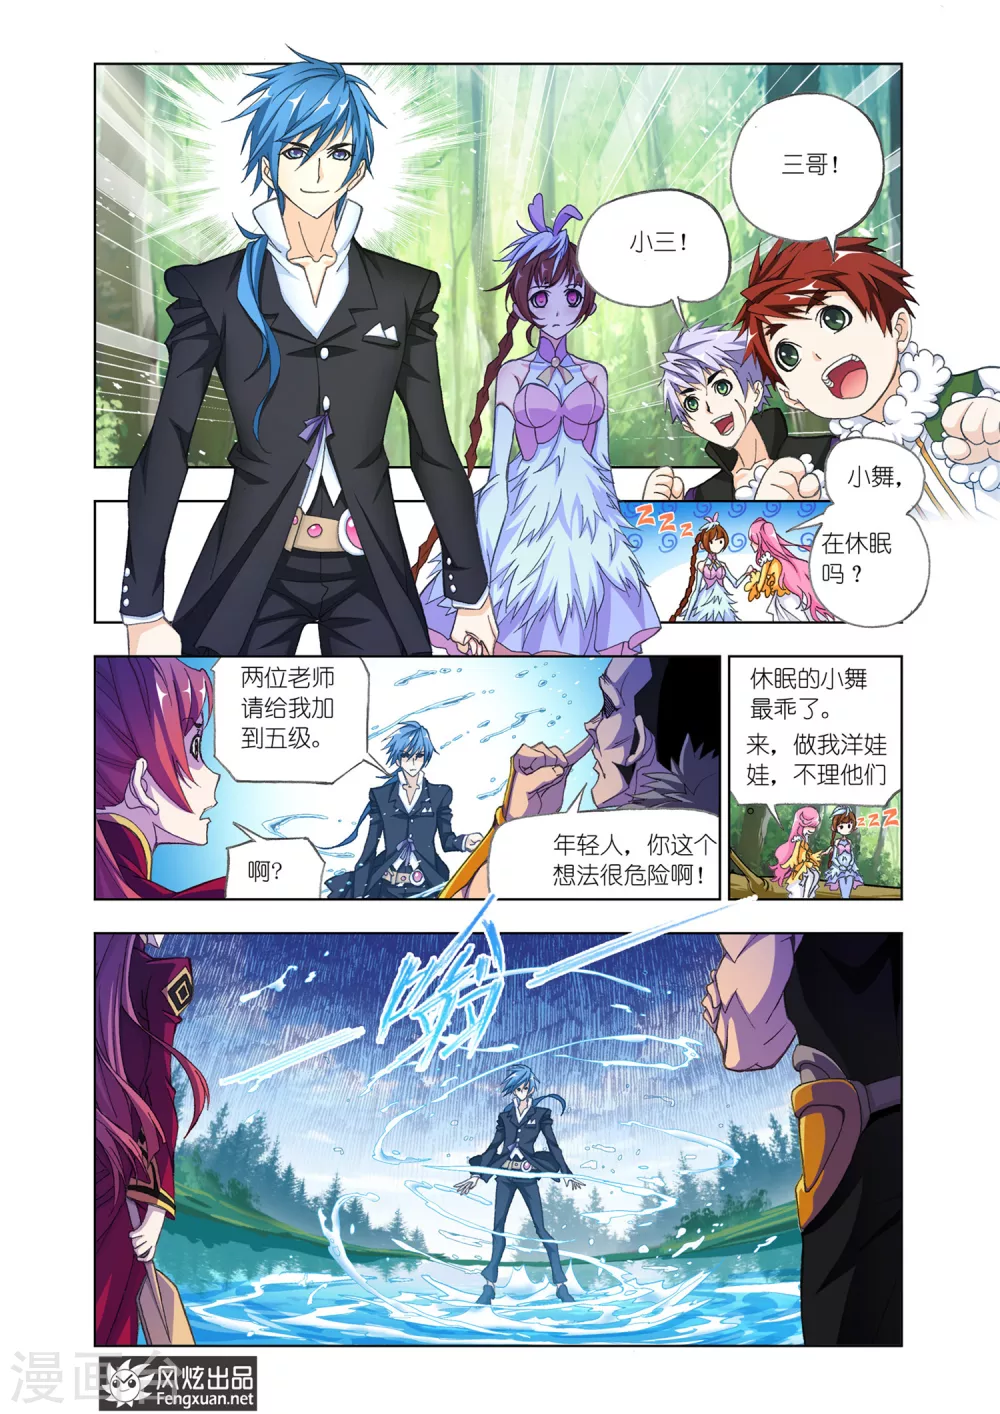 三哥！
小三！
小舞，
在休眠
吗？
ZZZ
两位老师
请给我加
到五级。
啊?
年轻人，你这个
想法很危险啊！
休眠的小舞
最乖了。
来，做我洋娃
娃，不理他们
。
ZZZ
漫画台
风炫出品
Fengxuan.net